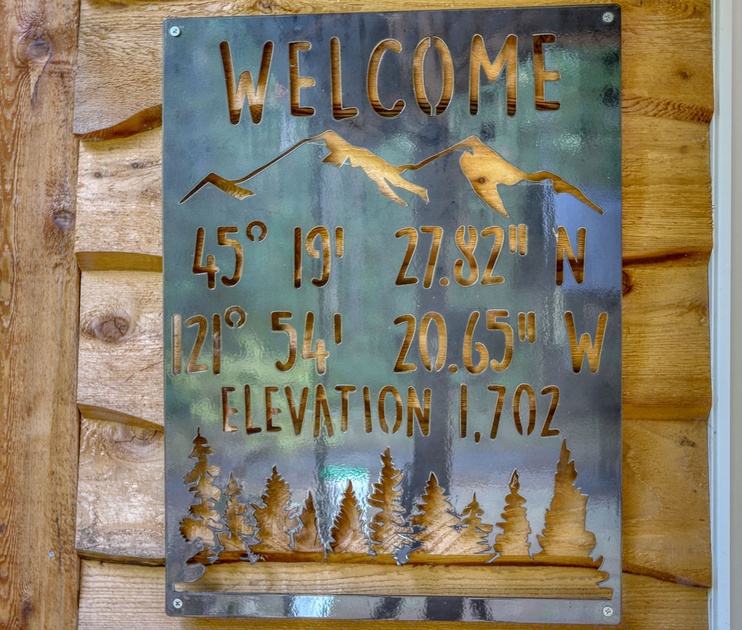 WELCOME
45° 19' 27.82" N
121° 54' 20.65" W
ELEVATION 1,702